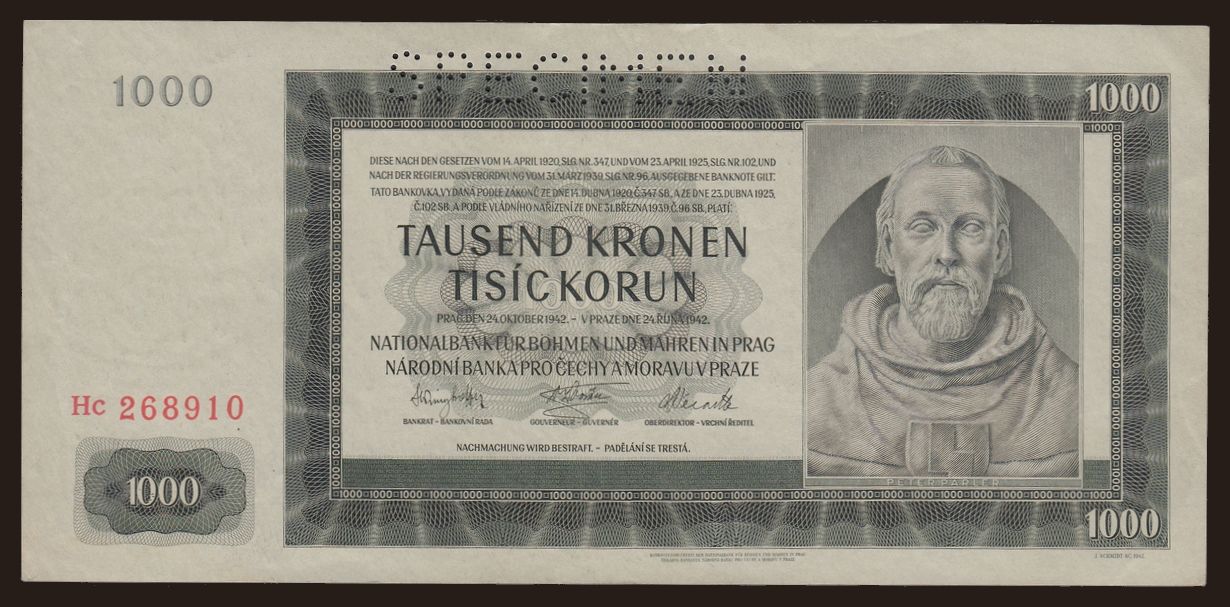 SPECIMEN
1000
1000
DIESE NACH DEN GESETZEN VOM 14. APRIL 1920, SLG. NR. 347, UND VOM 23. APRIL 1925, SLG. NR. 102, UND
NACH DER REGIERUNGSVERORDNUNG VOM 31. MÄRZ 1939, SLG. NR. 96, AUSGEGEBENE BANKNOTE GILT.
TATO BANKOVKA, VYDANÁ PODLE ZÁKONŮ ZE DNE 14. DUBNA 1920, Č. 347 SB., A ZE DNE 23. DUBNA 1925,
Č. 102 SB., A PODLE VLÁDNÍHO NAŘÍZENÍ ZE DNE 31. BŘEZNA 1939, Č. 96 SB., PLATÍ:
TAUSEND KRONEN
TISÍC KORUN
PRAG, DEN 24. OKTOBER 1942. – V PRAZE DNE 24. ŘÍJNA 1942.
NATIONALBANK FÜR BÖHMEN UND MÄHREN IN PRAG
NÁRODNÍ BANKA PRO ČECHY A MORAVU V PRAZE
Hc 268910
BANKRAT – BANKOVNÍ RADA
GOUVERNEUR – GUVERNÉR
OBERDIREKTOR – VRCHNÍ ŘEDITEL
NACHMACHUNG WIRD BESTRAFT. – PADĚLÁNÍ SE TRESTÁ.
PETER PARLER
1000
1000
J. SCHMIDT SC. 1942.